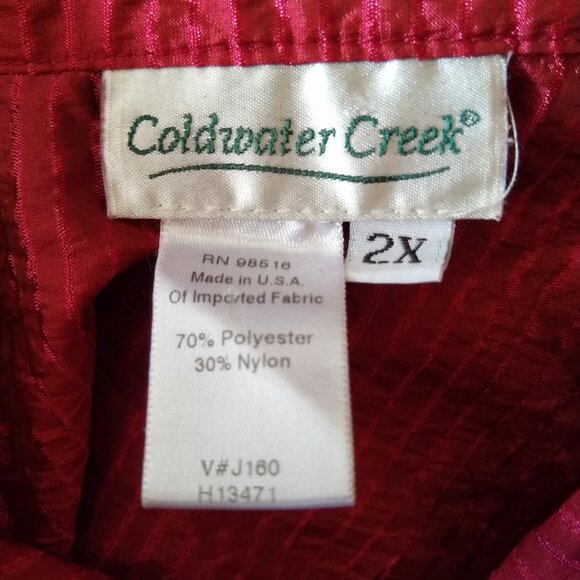 Coldwater Creek®
2X
RN 98516
Made in U.S.A.
Of Imported Fabric
70% Polyester
30% Nylon
V#J160
H13471